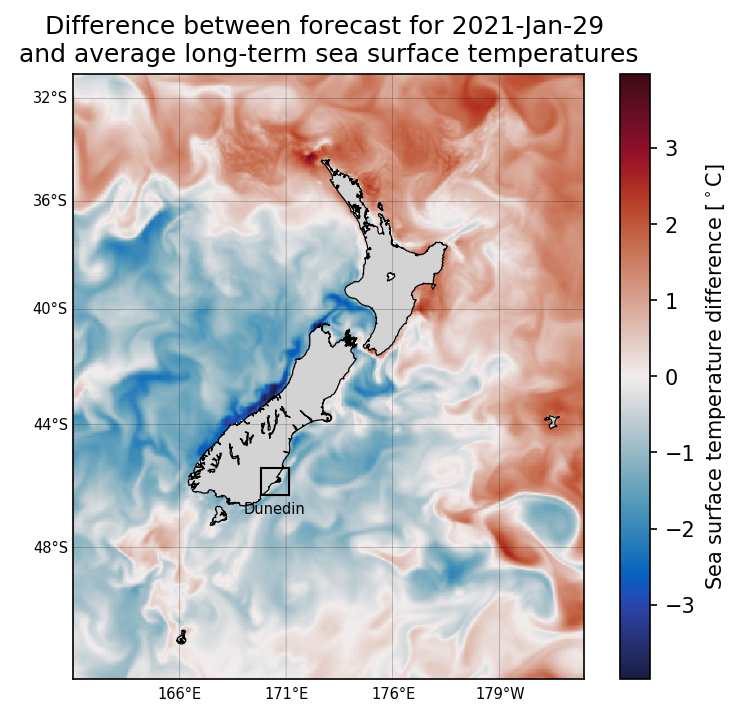 Difference between forecast for 2021-Jan-29
and average long-term sea surface temperatures
32°S
36°S
40°S
44°S
48°S
166°E
171°E
176°E
179°W
Dunedin
3
2
1
0
−1
−2
−3
Sea surface temperature difference [°C]